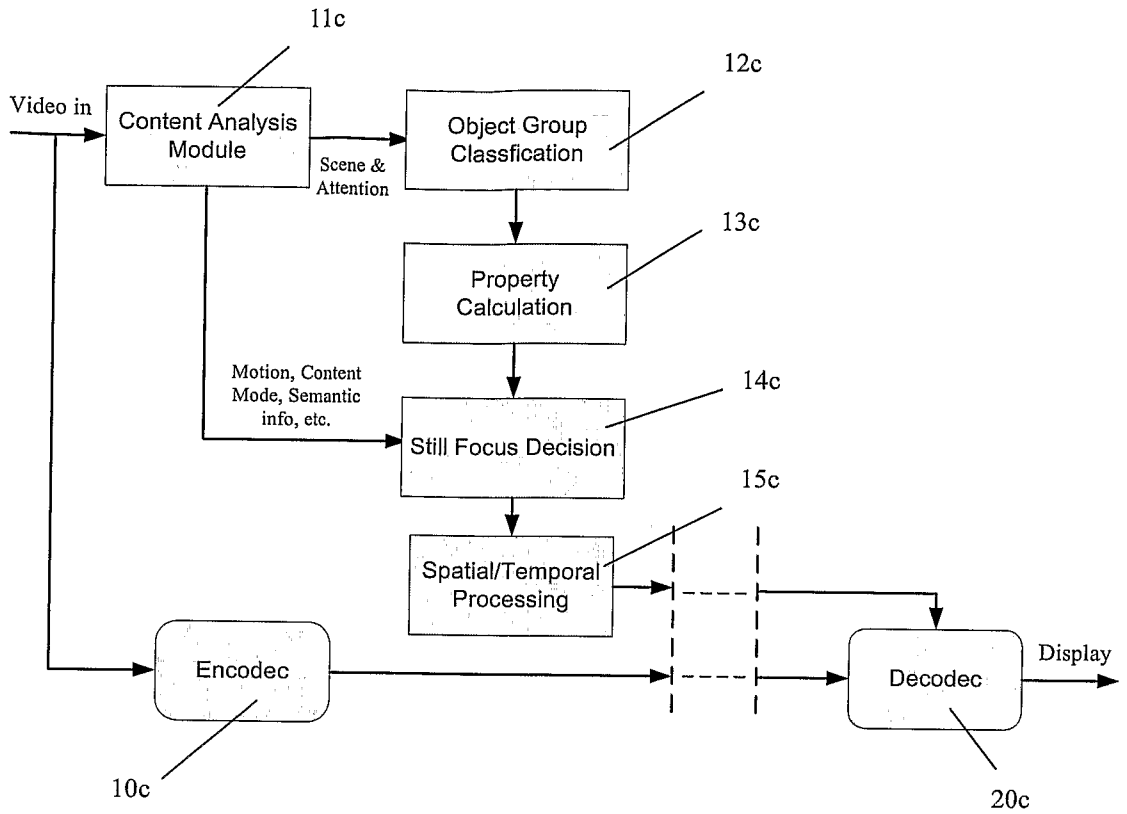 11c
Video in
Content Analysis
Module
12c
Object Group
Classfication
Scene &
Attention
13c
Property
Calculation
Motion, Content
Mode, Semantic
info, etc.
14c
Still Focus Decision
15c
Spatial/Temporal
Processing
Encodec
Decodec
Display
10c
20c